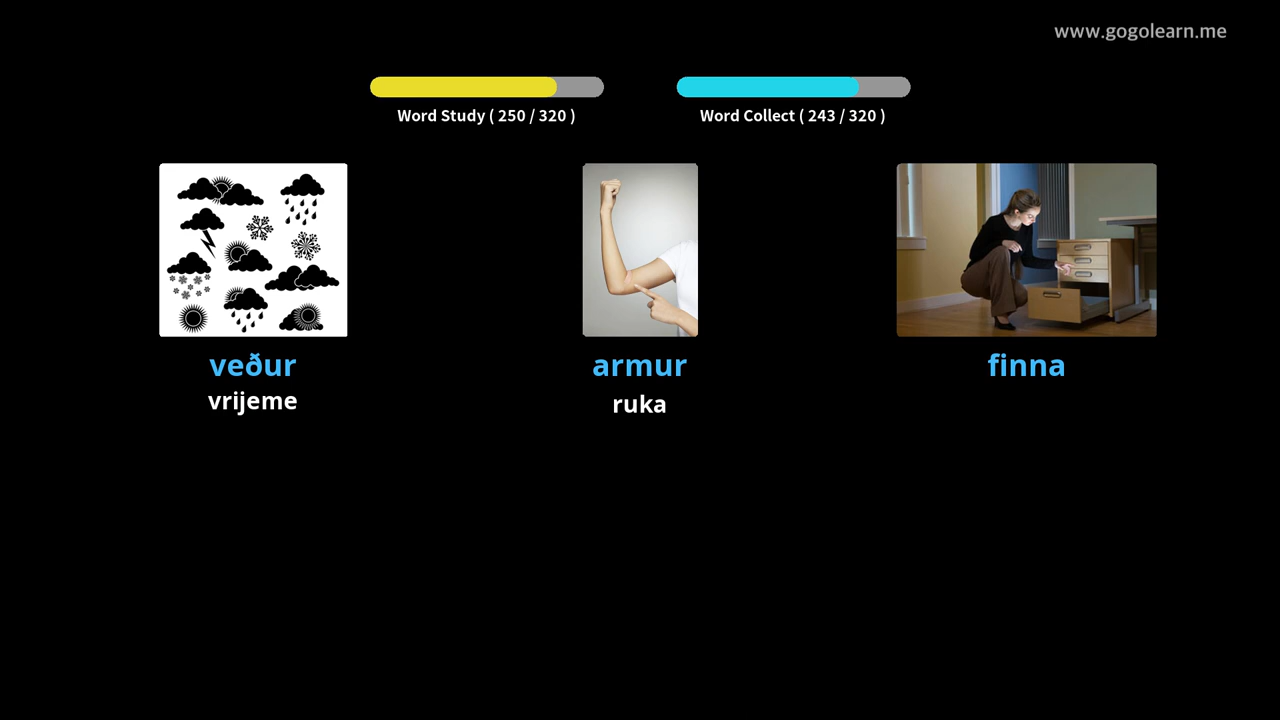 www.gogolearn.me
Word Study ( 250 / 320 )
Word Collect ( 243 / 320 )
veður
vrijeme
armur
ruka
finna